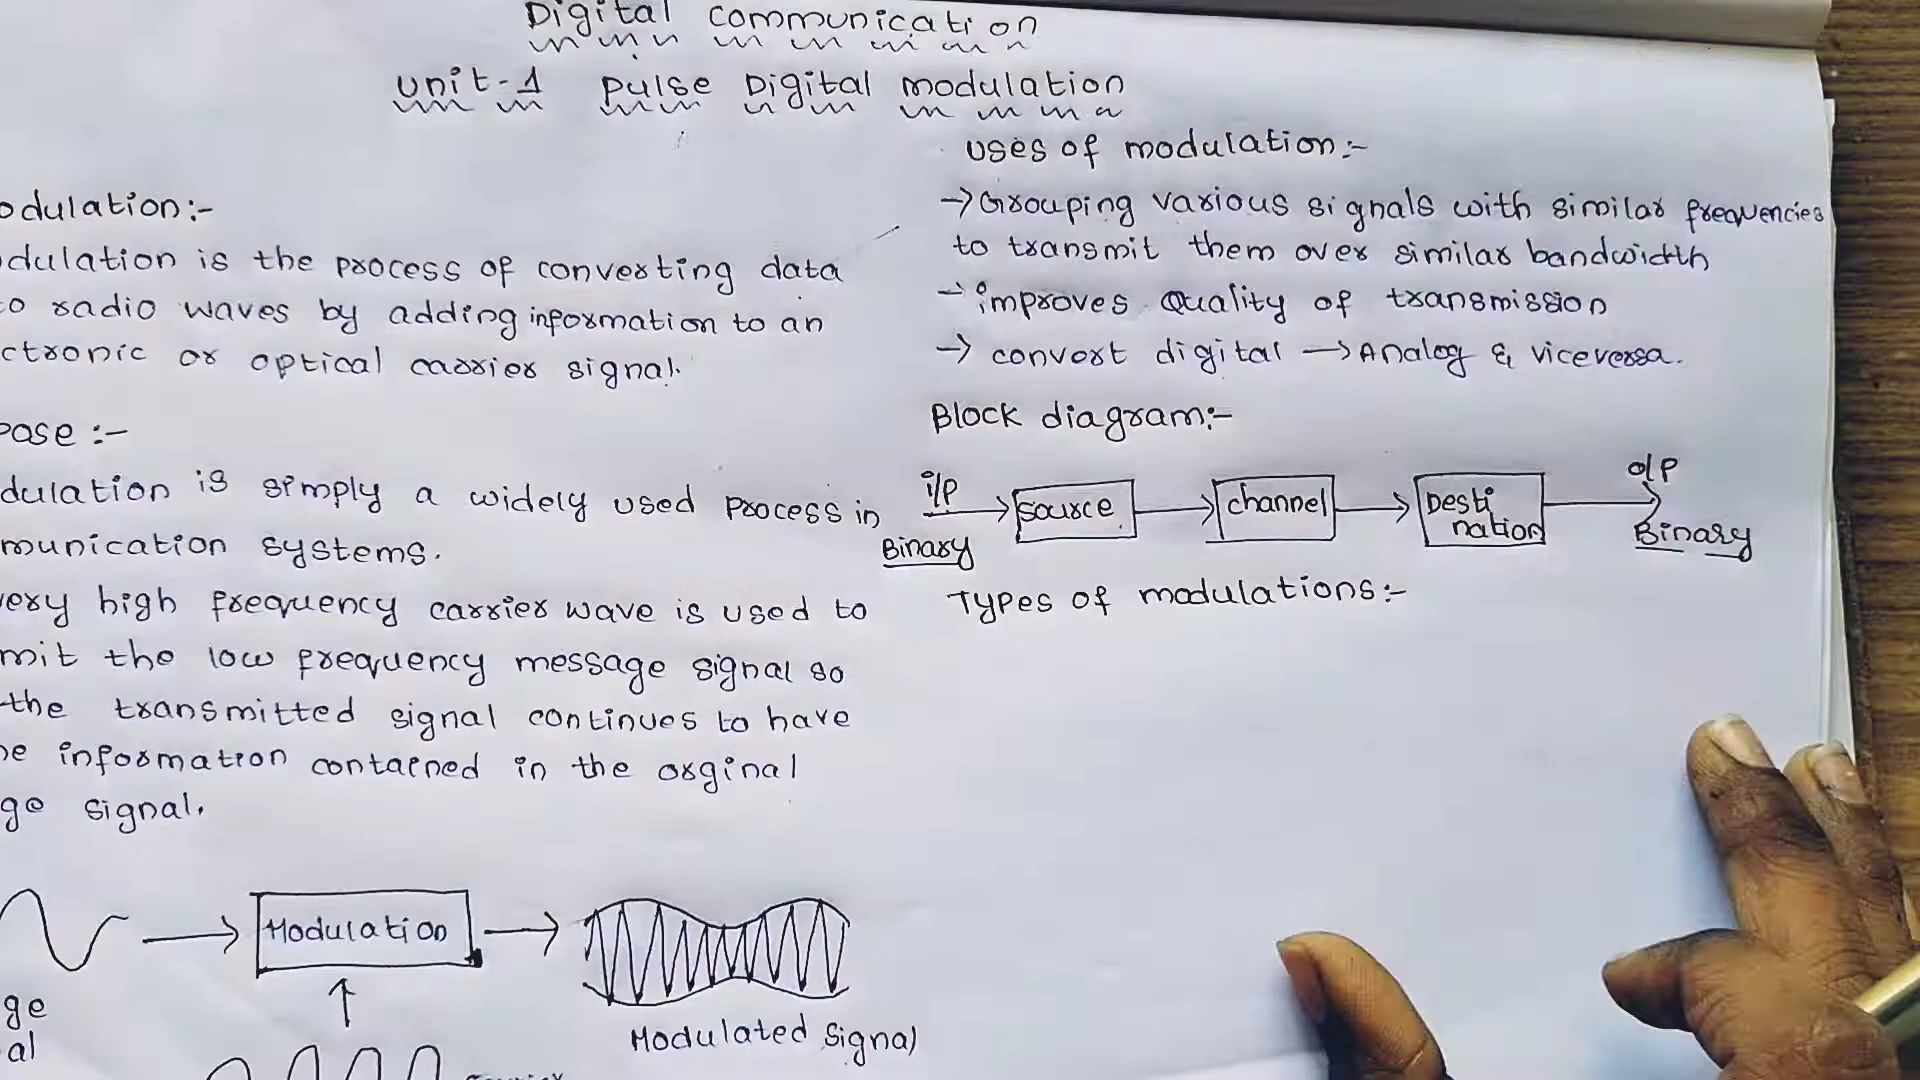 Digital communication
unit-1 pulse Digital modulation
odulation:-
dulation is the process of converting data
o radio waves by adding information to an
ctronic or optical carrier signal.
pose :-
dulation is simply a widely used process in
munication systems.
very high frequency carrier wave is used to
mit the low frequency message signal so
the transmitted signal continues to have
he information contained in the orginal
ge signal.
Modulation
ge
al
Modulated signal
uses of modulation:-
→ Grouping various signals with similar frequencies
to transmit them over similar bandwidth
→ improves Quality of transmission
→ convert digital → Analog & viceversa.
Block diagram:-
i/p
Binary
source
channel
Desti
nation
o/p
Binary
Types of modulations:-